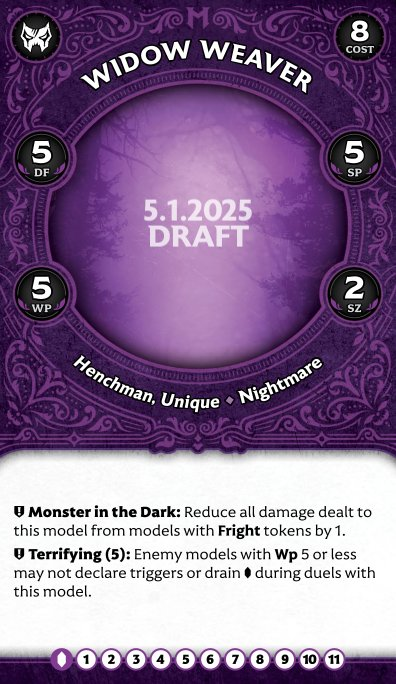 8
COST
WIDOW WEAVER
5
DF
5
SP
5.1.2025
DRAFT
5
WP
2
SZ
Henchman, Unique ◆ Nightmare
Monster in the Dark: Reduce all damage dealt to
this model from models with Fright tokens by 1.
Terrifying (5): Enemy models with Wp 5 or less
may not declare triggers or drain during duels with
this model.
1 2 3 4 5 6 7 8 9 10 11